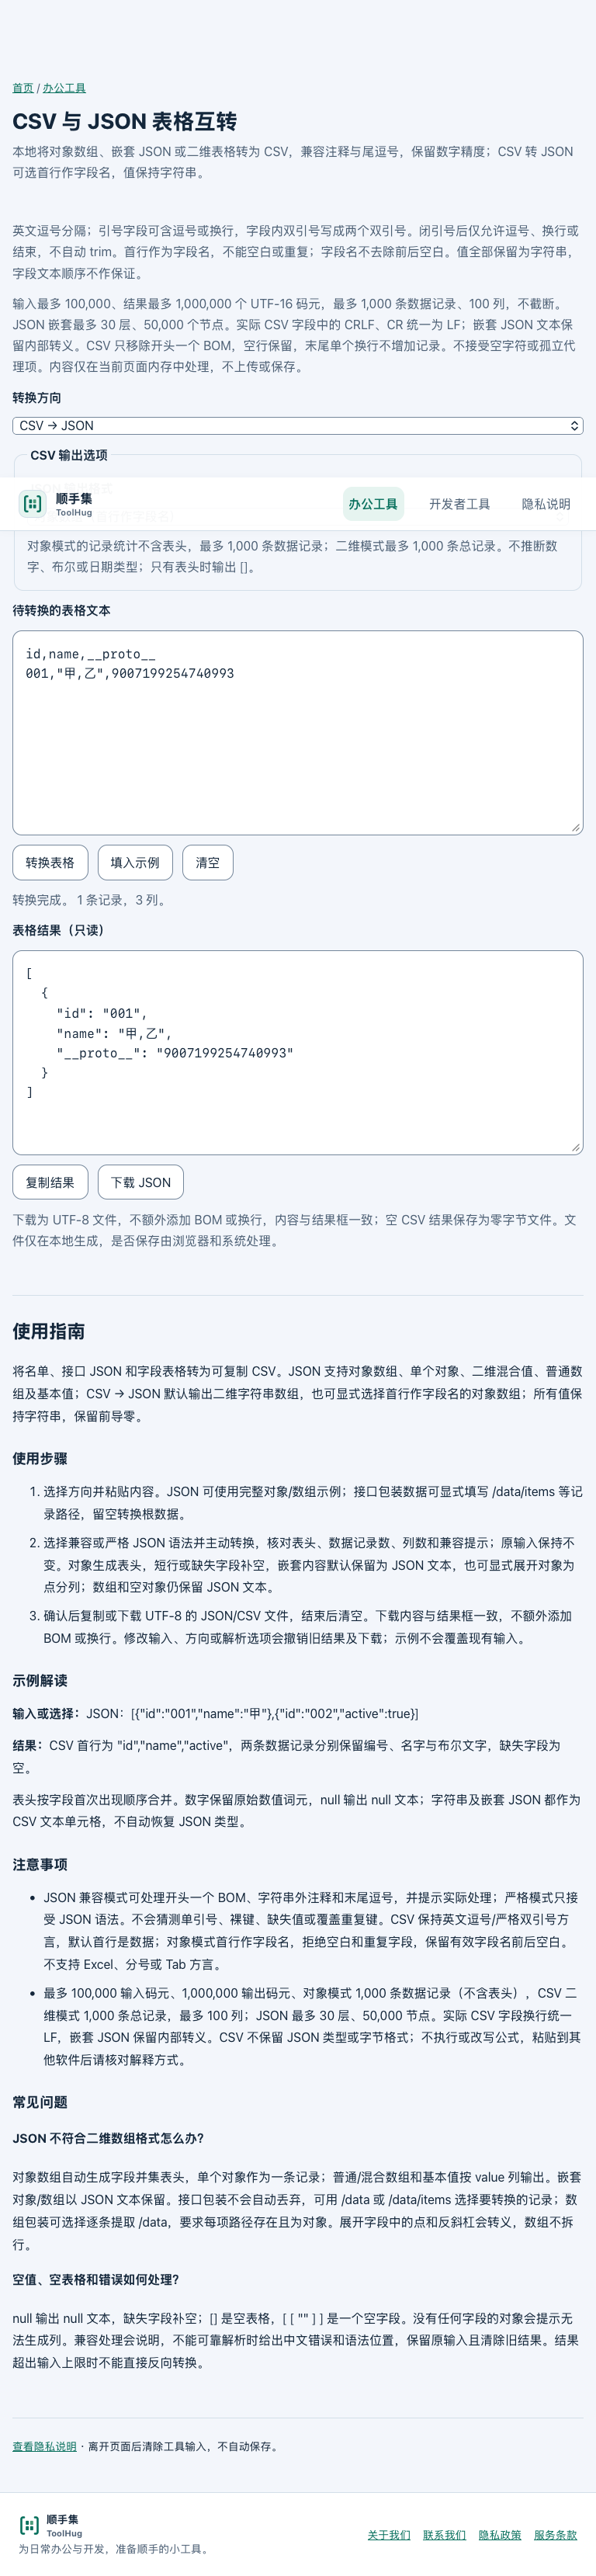 首页 / 办公工具
CSV 与 JSON 表格互转
本地将对象数组、嵌套 JSON 或二维表格转为 CSV，兼容注释与尾逗号，保留数字精度；CSV 转 JSON
可选首行作字段名，值保持字符串。
英文逗号分隔；引号字段可含逗号或换行，字段内双引号写成两个双引号。闭引号后仅允许逗号、换行或
结束，不自动 trim。首行作为字段名，不能空白或重复；字段名不去除前后空白。值全部保留为字符串，
字段文本顺序不作保证。
输入最多 100,000、结果最多 1,000,000 个 UTF-16 码元，最多 1,000 条数据记录、100 列，不截断。
JSON 嵌套最多 30 层、50,000 个节点。实际 CSV 字段中的 CRLF、CR 统一为 LF；嵌套 JSON 文本保
留内部转义。CSV 只移除开头一个 BOM，空行保留，末尾单个换行不增加记录。不接受空字符或孤立代
理项。内容仅在当前页面内存中处理，不上传或保存。
转换方向
CSV → JSON
CSV 输出选项
顺手集
ToolHug
办公工具
开发者工具
隐私说明
对象模式的记录统计不含表头，最多 1,000 条数据记录；二维模式最多 1,000 条总记录。不推断数
字、布尔或日期类型；只有表头时输出 []。
待转换的表格文本
id,name,__proto__
001,"甲,乙",9007199254740993
转换表格
填入示例
清空
转换完成。 1 条记录，3 列。
表格结果（只读）
[
  {
    "id": "001",
    "name": "甲,乙",
    "__proto__": "9007199254740993"
  }
]
复制结果
下载 JSON
下载为 UTF-8 文件，不额外添加 BOM 或换行，内容与结果框一致；空 CSV 结果保存为零字节文件。文
件仅在本地生成，是否保存由浏览器和系统处理。
使用指南
将名单、接口 JSON 和字段表格转为可复制 CSV。JSON 支持对象数组、单个对象、二维混合值、普通数
组及基本值；CSV → JSON 默认输出二维字符串数组，也可显式选择首行作字段名的对象数组；所有值保
持字符串，保留前导零。
使用步骤
1. 选择方向并粘贴内容。JSON 可使用完整对象/数组示例；接口包装数据可显式填写 /data/items 等记
录路径，留空转换根数据。
2. 选择兼容或严格 JSON 语法并主动转换，核对表头、数据记录数、列数和兼容提示；原输入保持不
变。对象生成表头，短行或缺失字段补空，嵌套内容默认保留为 JSON 文本，也可显式展开对象为
点分列；数组和空对象仍保留 JSON 文本。
3. 确认后复制或下载 UTF-8 的 JSON/CSV 文件，结束后清空。下载内容与结果框一致，不额外添加
BOM 或换行。修改输入、方向或解析选项会撤销旧结果及下载；示例不会覆盖现有输入。
示例解读
输入或选择：JSON：[{"id":"001","name":"甲"},{"id":"002","active":true}]
结果：CSV 首行为 "id","name","active"，两条数据记录分别保留编号、名字与布尔文字，缺失字段为
空。
表头按字段首次出现顺序合并。数字保留原始数值词元，null 输出 null 文本；字符串及嵌套 JSON 都作为
CSV 文本单元格，不自动恢复 JSON 类型。
注意事项
• JSON 兼容模式可处理开头一个 BOM、字符串外注释和末尾逗号，并提示实际处理；严格模式只接
受 JSON 语法。不会猜测单引号、裸键、缺失值或覆盖重复键。CSV 保持英文逗号/严格双引号方
言，默认首行是数据；对象模式首行作字段名，拒绝空白和重复字段，保留有效字段名前后空白。
不支持 Excel、分号或 Tab 方言。
• 最多 100,000 输入码元、1,000,000 输出码元、对象模式 1,000 条数据记录（不含表头），CSV 二
维模式 1,000 条总记录，最多 100 列；JSON 最多 30 层、50,000 节点。实际 CSV 字段换行统一
LF，嵌套 JSON 保留内部转义。CSV 不保留 JSON 类型或字节格式；不执行或改写公式，粘贴到其
他软件后请核对解释方式。
常见问题
JSON 不符合二维数组格式怎么办？
对象数组自动生成字段并集表头，单个对象作为一条记录；普通/混合数组和基本值按 value 列输出。嵌套
对象/数组以 JSON 文本保留。接口包装不会自动丢弃，可用 /data 或 /data/items 选择要转换的记录；数
组包装可选择逐条提取 /data，要求每项路径存在且为对象。展开字段中的点和反斜杠会转义，数组不拆
行。
空值、空表格和错误如何处理？
null 输出 null 文本，缺失字段补空；[] 是空表格，[ [ "" ] ] 是一个空字段。没有任何字段的对象会提示无
法生成列。兼容处理会说明，不能可靠解析时给出中文错误和语法位置，保留原输入且清除旧结果。结果
超出输入上限时不能直接反向转换。
查看隐私说明 · 离开页面后清除工具输入，不自动保存。
顺手集
ToolHug
为日常办公与开发，准备顺手的小工具。
关于我们
联系我们
隐私政策
服务条款